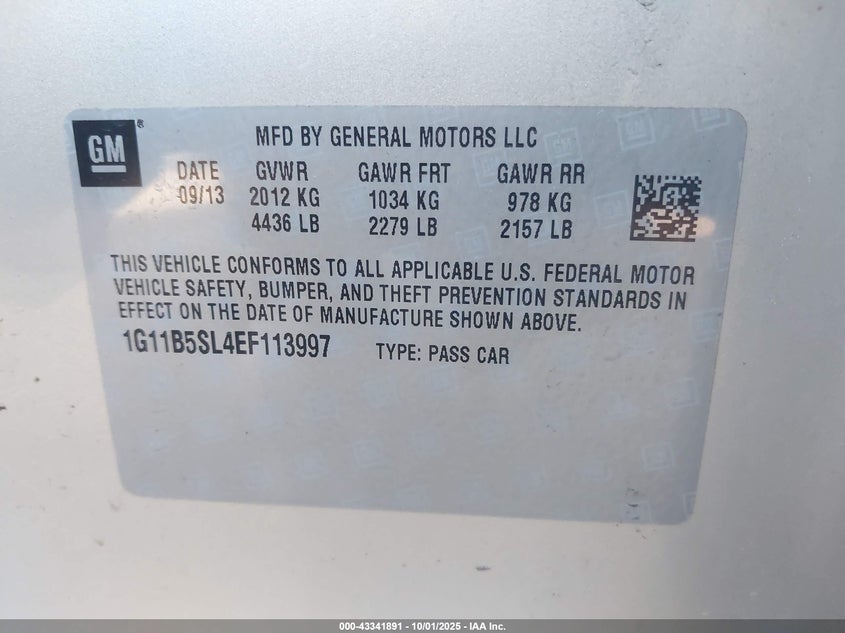 GM®
MFD BY GENERAL MOTORS LLC
DATE GVWR GAWR FRT GAWR RR
09/13 2012 KG 1034 KG 978 KG
4436 LB 2279 LB 2157 LB
THIS VEHICLE CONFORMS TO ALL APPLICABLE U.S. FEDERAL MOTOR
VEHICLE SAFETY, BUMPER, AND THEFT PREVENTION STANDARDS IN
EFFECT ON THE DATE OF MANUFACTURE SHOWN ABOVE.
1G11B5SL4EF113997 TYPE: PASS CAR
000-43341891 - 10/01/2025 - IAA Inc.